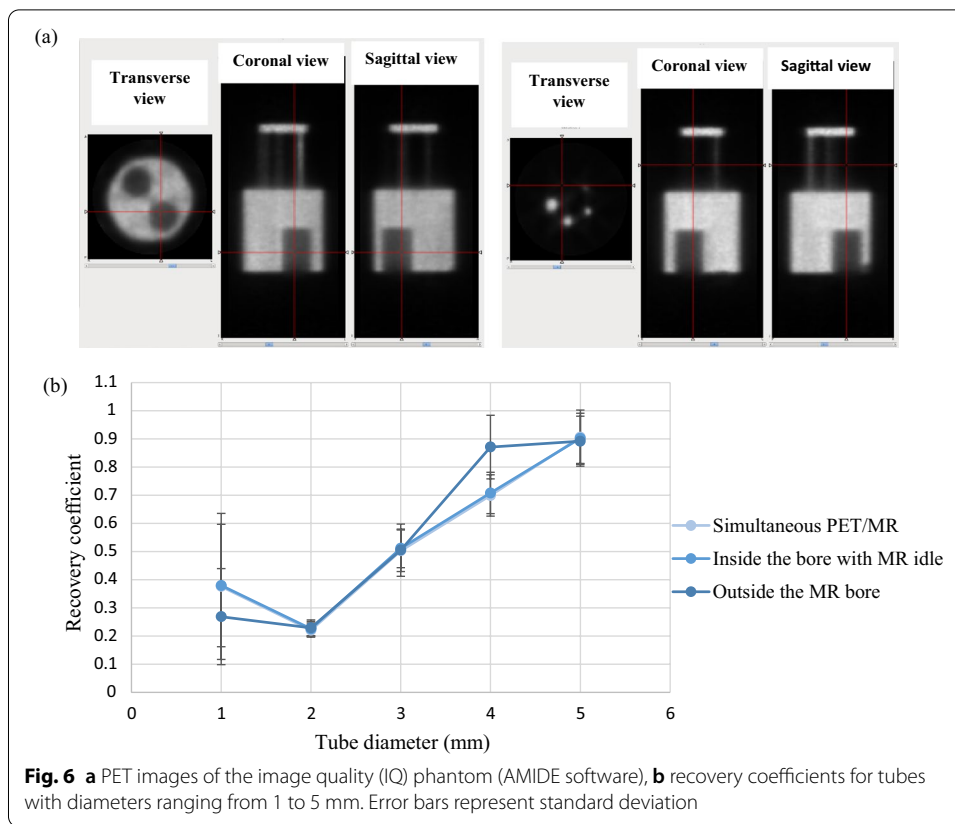 (a)
Transverse
view
Coronal view
Sagittal view
Transverse
view
Coronal view
Sagittal view
(b)
Recovery coefficient
1.1
1
0.9
0.8
0.7
0.6
0.5
0.4
0.3
0.2
0.1
0
0 1 2 3 4 5 6
Tube diameter (mm)
Simultaneous PET/MR
Inside the bore with MR idle
Outside the MR bore
Fig. 6 a PET images of the image quality (IQ) phantom (AMIDE software), b recovery coefficients for tubes
with diameters ranging from 1 to 5 mm. Error bars represent standard deviation